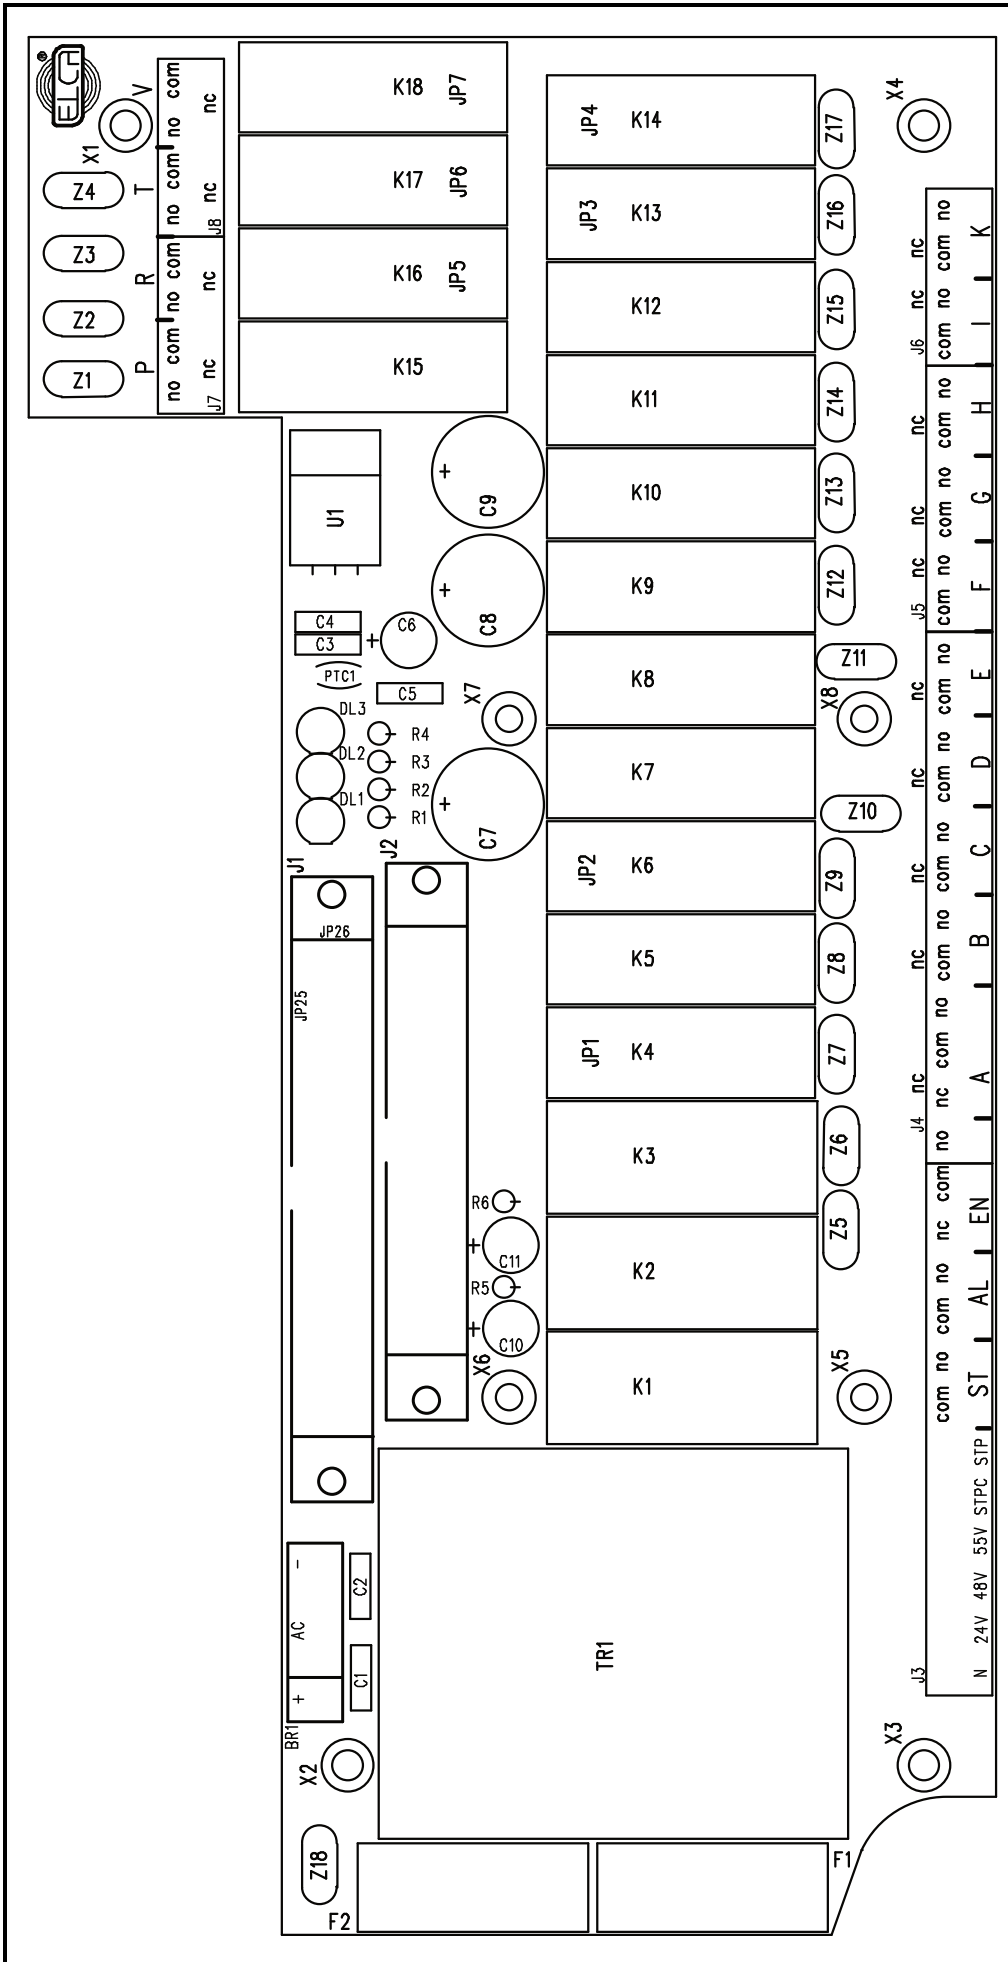 ELCA
®
X1
V
T
R
P
Z4
Z3
Z2
Z1
no com
nc
no com
nc
J8
no com
nc
no com
nc
J7
K18 JP7
K17 JP6
K16 JP5
K15
JP4 K14
JP3 K13
K12
K11
K10
K9
K8
K7
JP2 K6
K5
JP1 K4
K3
K2
K1
Z17
Z16
Z15
Z14
Z13
Z12
Z11
Z10
Z9
Z8
Z7
Z6
Z5
X4
X8
X5
X3
U1
+
C9
+
C8
C4
C3
+
C6
PTC1
C5
X7
DL3
DL2
DL1
R4
R3
R2
R1
+
C7
J1
J2
JP26
JP25
R6
+
C11
R5
+
C10
X6
-
AC
+
BR1
C2
C1
X2
TR1
Z18
F2
F1
J3
N 24V 48V 55V STPC STP
ST AL EN
com no com no nc com
J4
no nc com no com no com no com no com no
nc nc nc nc nc
A B C D E
J5
com no com no com no
nc nc nc
F G H
J6
com no com no
nc nc
I K